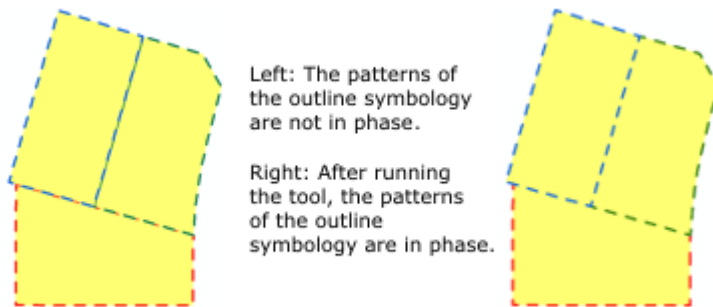 Left: The patterns of
the outline symbology
are not in phase.
Right: After running
the tool, the patterns
of the outline
symbology are in phase.